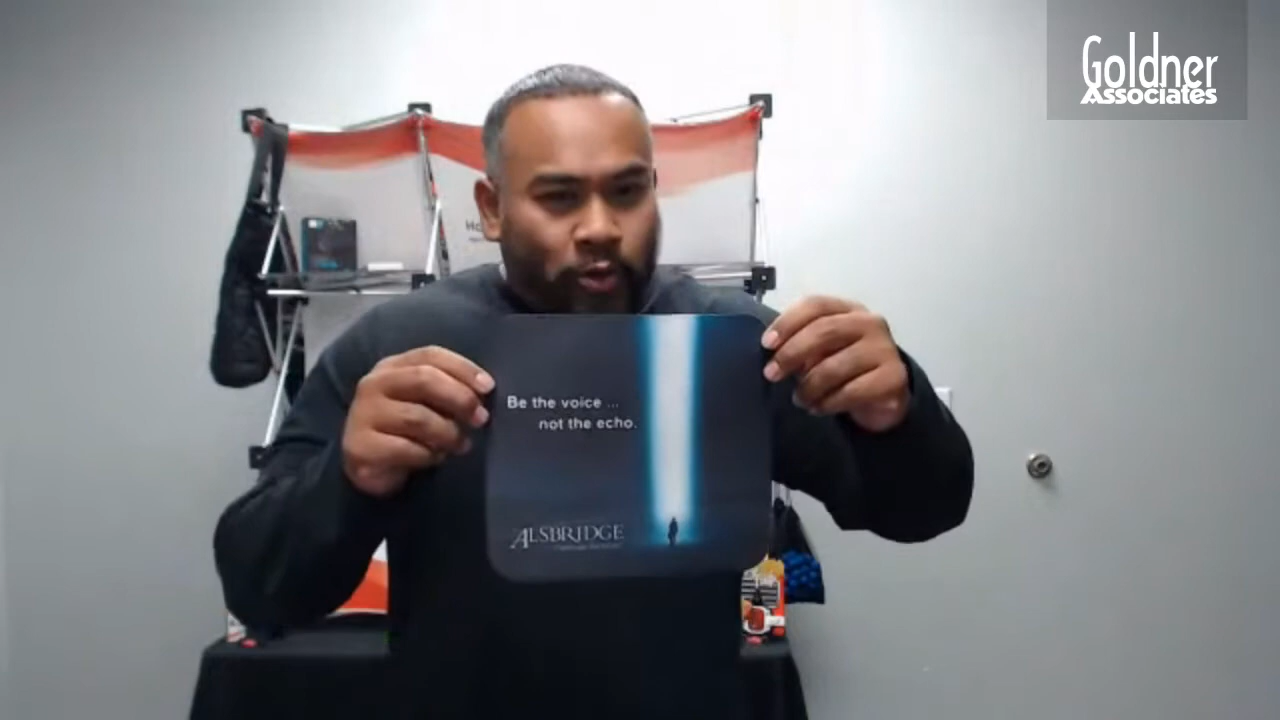 Goldner
Associates
Be the voice ...
not the echo.
ALSBRIDGE